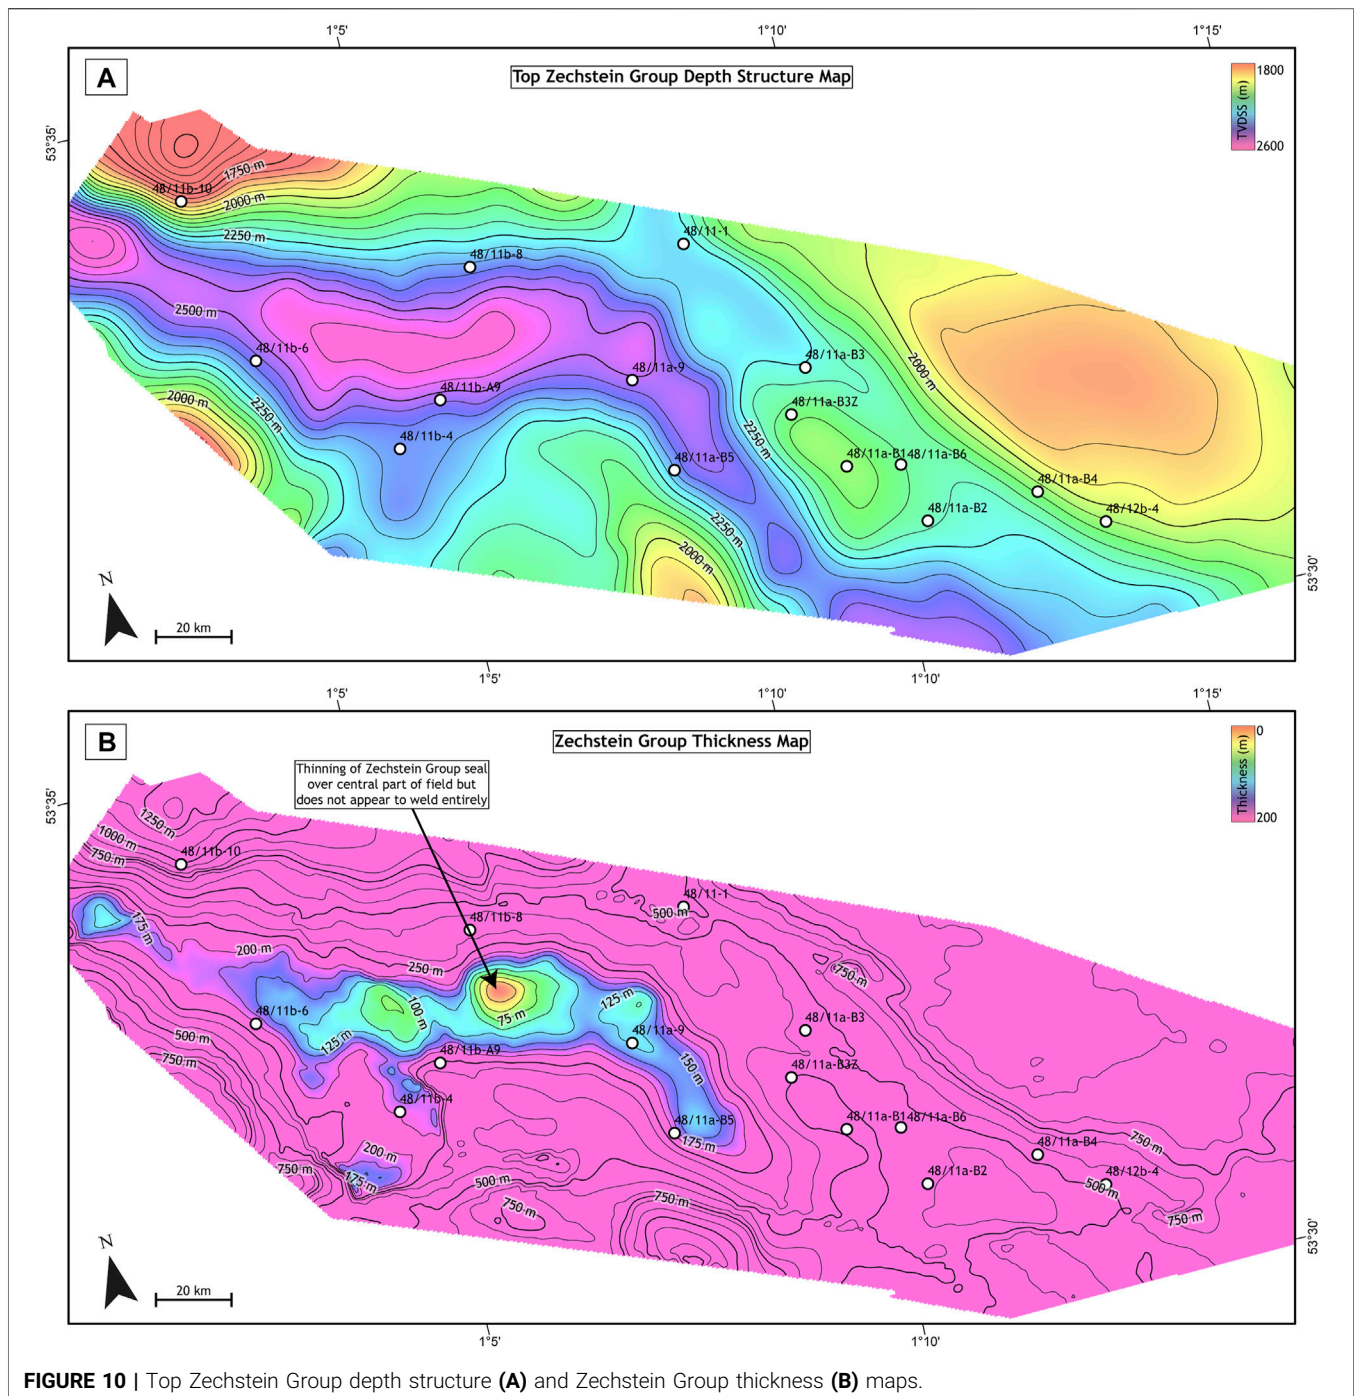 1°5'
1°10'
1°15'
A
Top Zechstein Group Depth Structure Map
1800
TVDSS (m)
2600
53°35'
1750 m
48/11b-10
2000 m
2250 m
48/11-1
48/11b-8
2500 m
48/11b-6
48/11a-B3
48/11a-9
2000 m
48/11b-A9
2000 m
2250 m
48/11a-B3Z
2250 m
48/11b-4
48/11a-B1
48/11a-B6
48/11a-B5
48/11a-B4
48/11a-B2
48/12b-4
2250 m
2000 m
53°30'
N
20 km
1°5'
1°10'
1°5'
1°10'
1°15'
B
Zechstein Group Thickness Map
0
Thickness (m)
200
Thinning of Zechstein Group seal
over central part of field but
does not appear to weld entirely
53°35'
1250 m
1000 m
750 m
48/11b-10
48/11-1
500 m
48/11b-8
175 m
200 m
250 m
750 m
125 m
48/11b-6
100 m
75 m
48/11a-B3
48/11a-9
500 m
125 m
750 m
48/11b-A9
150 m
48/11a-B3Z
48/11b-4
48/11a-B1
48/11a-B6
48/11a-B5
175 m
750 m
48/11a-B4
200 m
750 m
175 m
500 m
48/11a-B2
48/12b-4
500 m
750 m
750 m
750 m
53°30'
N
20 km
1°5'
1°10'
FIGURE 10 | Top Zechstein Group depth structure (A) and Zechstein Group thickness (B) maps.